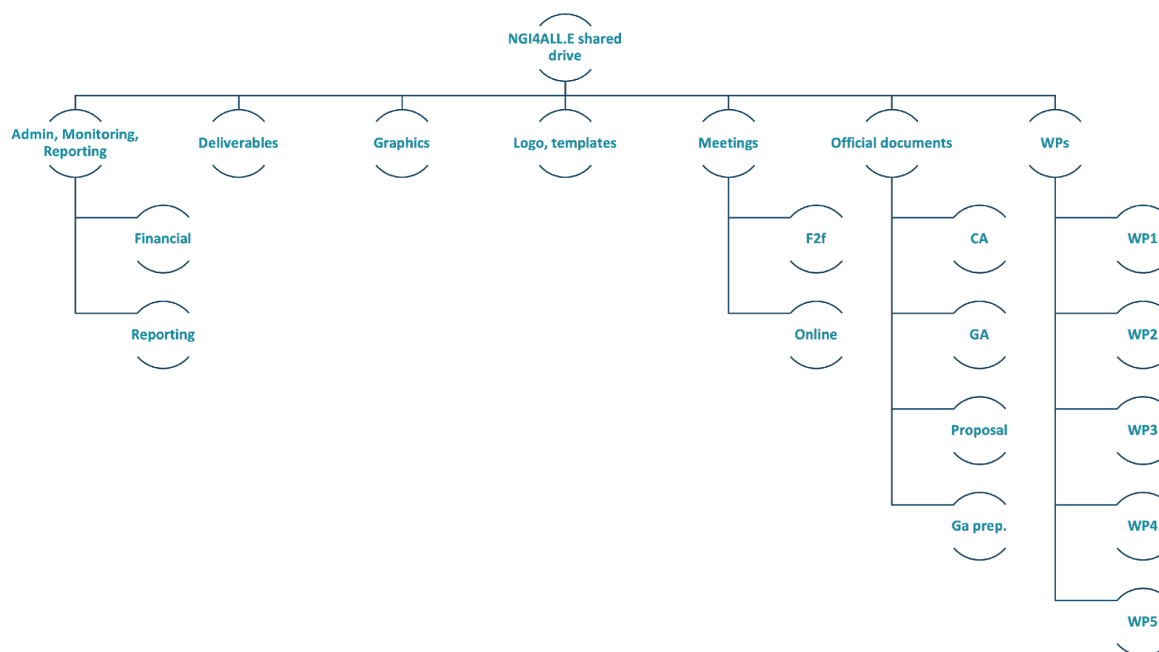 NGI4ALL.E shared
drive
Admin, Monitoring,
Reporting
Deliverables
Graphics
Logo, templates
Meetings
Official documents
WPs
Financial
Reporting
F2f
Online
CA
GA
Proposal
Ga prep.
WP1
WP2
WP3
WP4
WP5